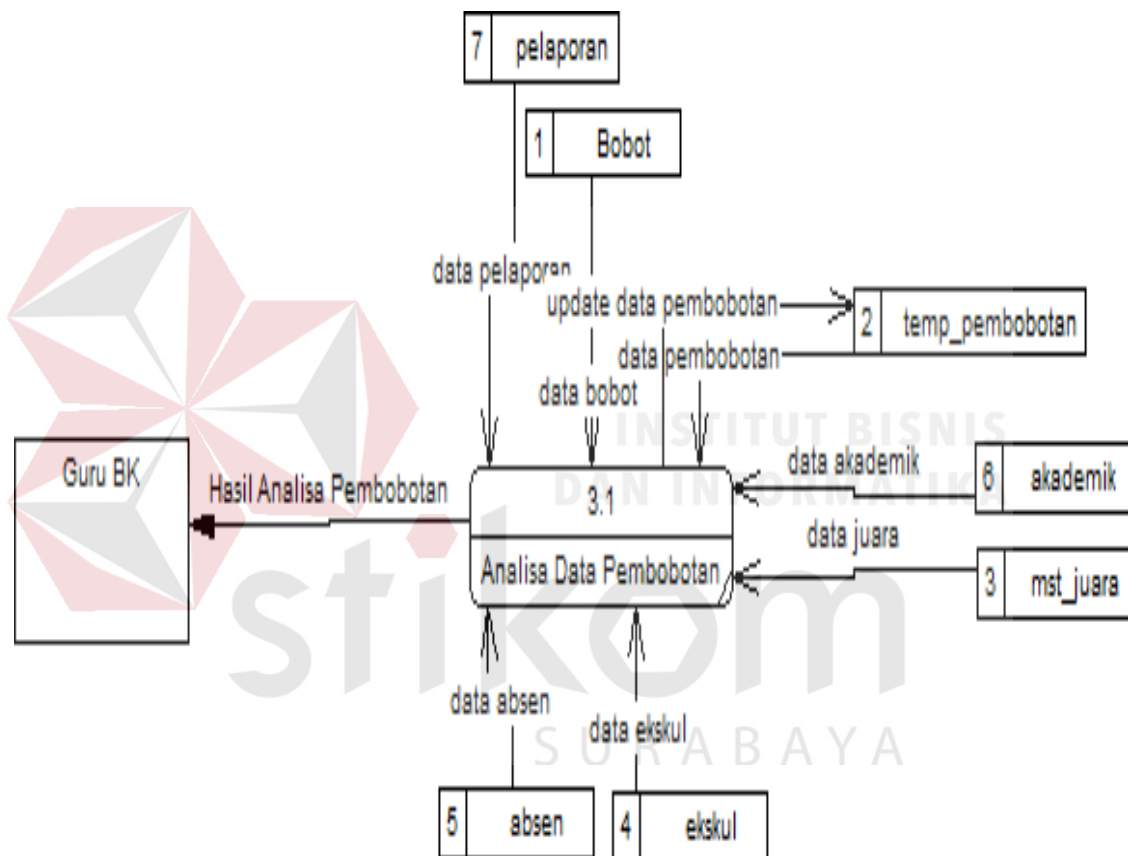 7 pelaporan
1 Bobot
data pelaporan
update data pembobotan
2 temp_pembobotan
data pembobotan
data bobot
INSTITUT BISNIS
DAN INFORMATIKA
data akademik
6 akademik
Guru BK
Hasil Analisa Pembobotan
3.1
Analisa Data Pembobotan
data juara
3 mst_juara
stikom
SURABAYA
data absen
data ekskul
5 absen
4 ekskul